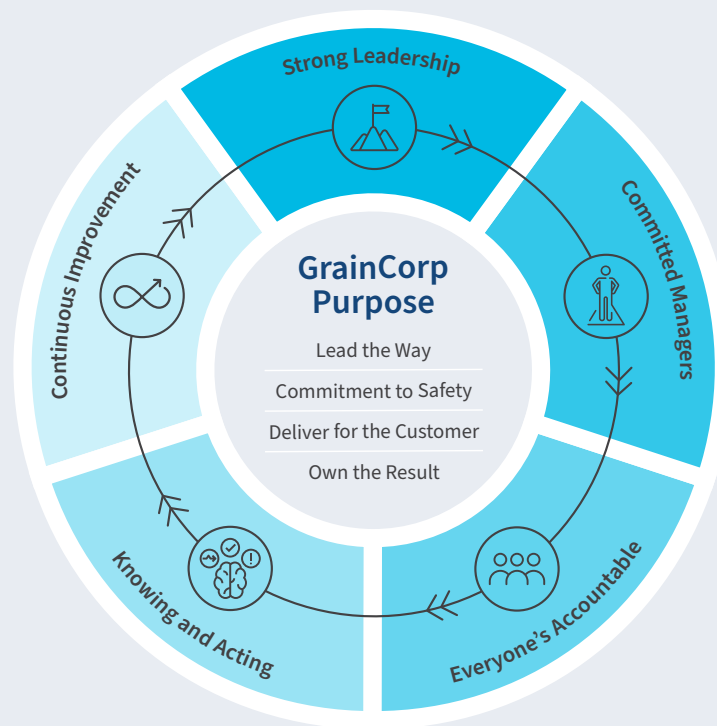 Strong Leadership
Committed Managers
Everyone’s Accountable
Knowing and Acting
Continuous Improvement
GrainCorp
Purpose
Lead the Way
Commitment to Safety
Deliver for the Customer
Own the Result